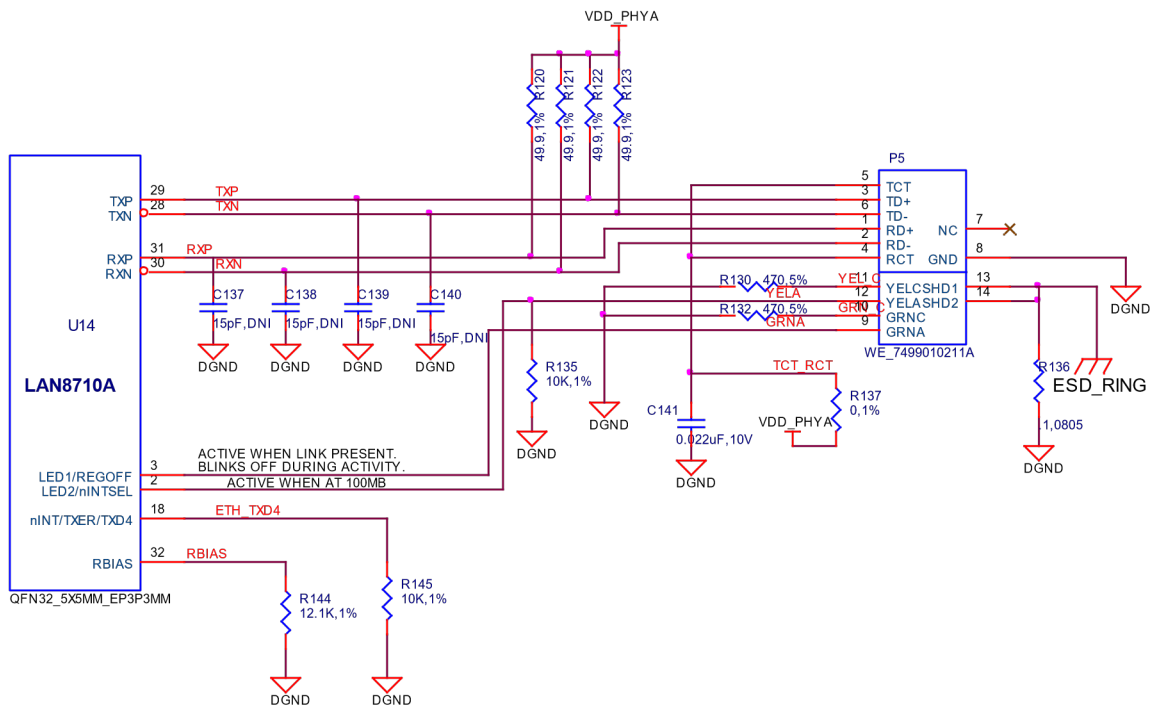 VDD_PHYA
R120
R121
R122
R123
49.9,1%
49.9,1%
49.9,1%
49.9,1%
P5
5
TCT
29
TXP
3
TD+
TXP
28
TXN
6
TD-
TXN
1
RD+
NC
7
31
RXP
2
RD-
RXP
30
RXN
4
RCT
GND
8
RXN
C137
C138
C139
C140
15pF,DNI
15pF,DNI
15pF,DNI
15pF,DNI
DGND
DGND
DGND
DGND
R130
470,5%
YEL_C
11
YELCSHD1
13
YELA
12
YELASHD2
14
R132
470,5%
GRN_C
10
GRNC
GRNA
9
GRNA
WE_7499010211A
DGND
U14
LAN8710A
R135
10K,1%
DGND
DGND
TCT_RCT
R137
0,1%
VDD_PHYA
C141
0.022uF,10V
DGND
R136
ESD_RING
1,0805
DGND
ACTIVE WHEN LINK PRESENT.
BLINKS OFF DURING ACTIVITY.
LED1/REGOFF
3
LED2/nINTSEL
2
ACTIVE WHEN AT 100MB
nINT/TXER/TXD4
18
ETH_TXD4
RBIAS
32
RBIAS
QFN32_5X5MM_EP3P3MM
R144
12.1K,1%
R145
10K,1%
DGND
DGND